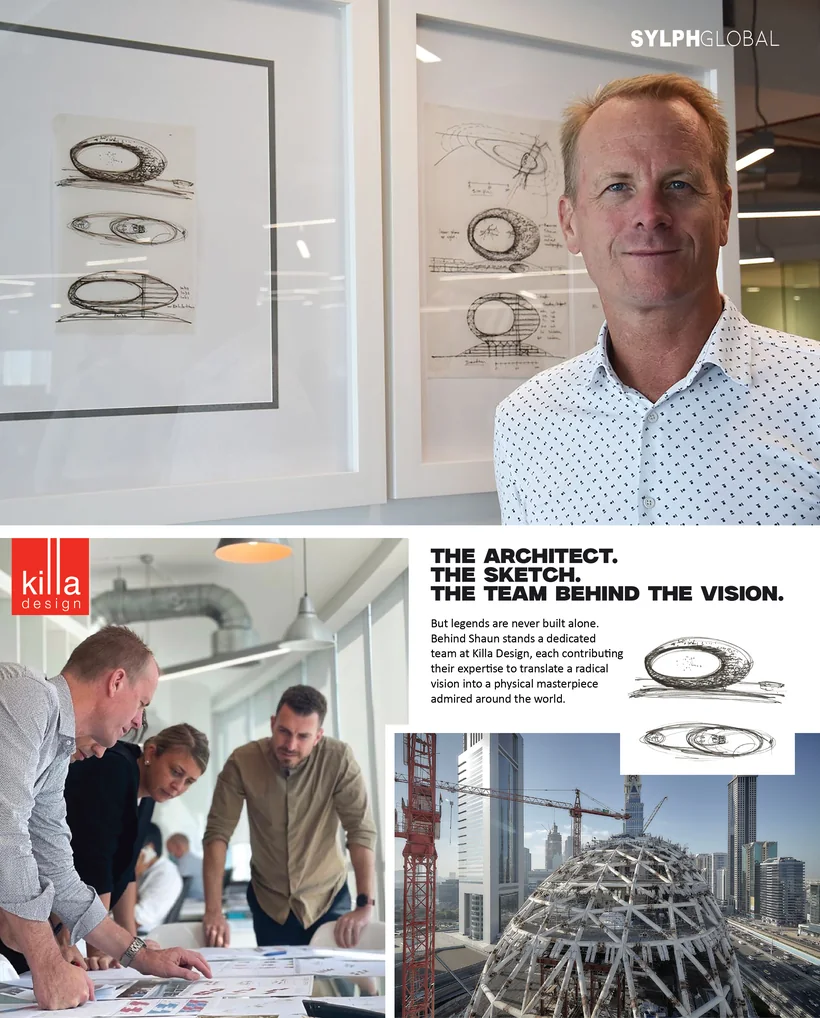 SYLPHGLOBAL
killa
design
THE ARCHITECT.
THE SKETCH.
THE TEAM BEHIND THE VISION.
But legends are never built alone.
Behind Shaun stands a dedicated
team at Killa Design, each contributing
their expertise to translate a radical
vision into a physical masterpiece
admired around the world.